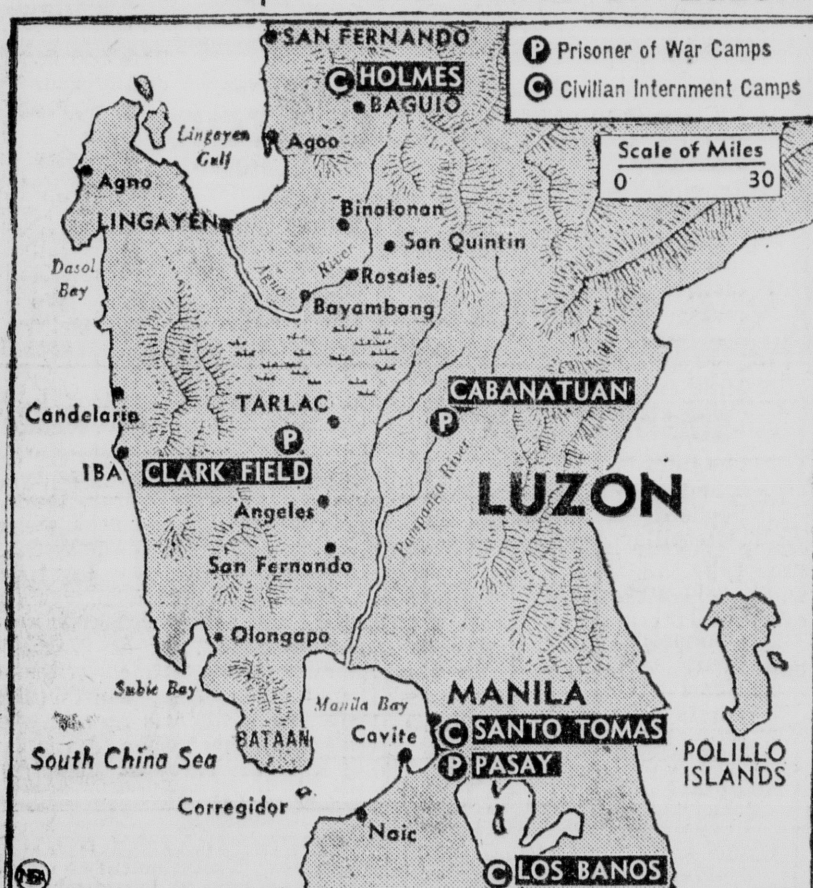 SAN FERNANDO
P Prisoner of War Camps
C Civilian Internment Camps
C HOLMES
BAGUIO
Scale of Miles
0 30
Lingayen
Gulf
Agoo
Agno
LINGAYEN
Binalonan
San Quintin
Dasol
Bay
Agno River
Rosales
Bayambang
CABANATUAN
P
Candelaria
TARLAC
P
IBA
CLARK FIELD
LUZON
Angeles
Pampanga River
San Fernando
Olongapo
Subic Bay
Manila Bay
MANILA
C SANTO TOMAS
BATAAN
Cavite
P PASAY
South China Sea
POLILLO
ISLANDS
Corregidor
Naic
C LOS BANOS
NEA